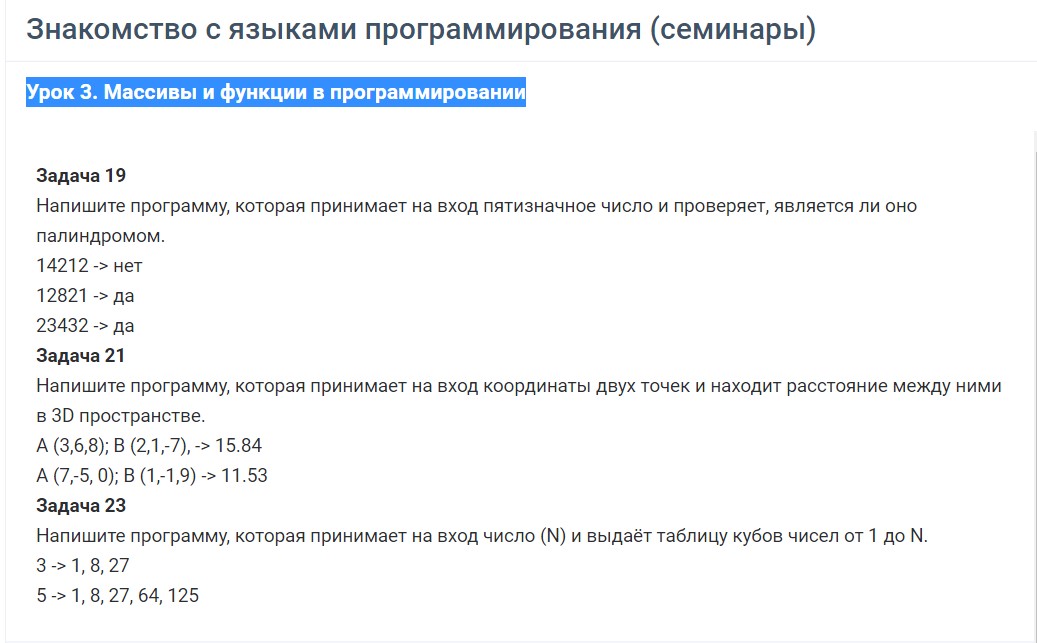 Знакомство с языками программирования (семинары)
Урок 3. Массивы и функции в программировании
Задача 19
Напишите программу, которая принимает на вход пятизначное число и проверяет, является ли оно
палиндромом.
14212 -> нет
12821 -> да
23432 -> да
Задача 21
Напишите программу, которая принимает на вход координаты двух точек и находит расстояние между ними
в 3D пространстве.
A (3,6,8); B (2,1,-7), -> 15.84
A (7,-5, 0); B (1,-1,9) -> 11.53
Задача 23
Напишите программу, которая принимает на вход число (N) и выдаёт таблицу кубов чисел от 1 до N.
3 -> 1, 8, 27
5 -> 1, 8, 27, 64, 125